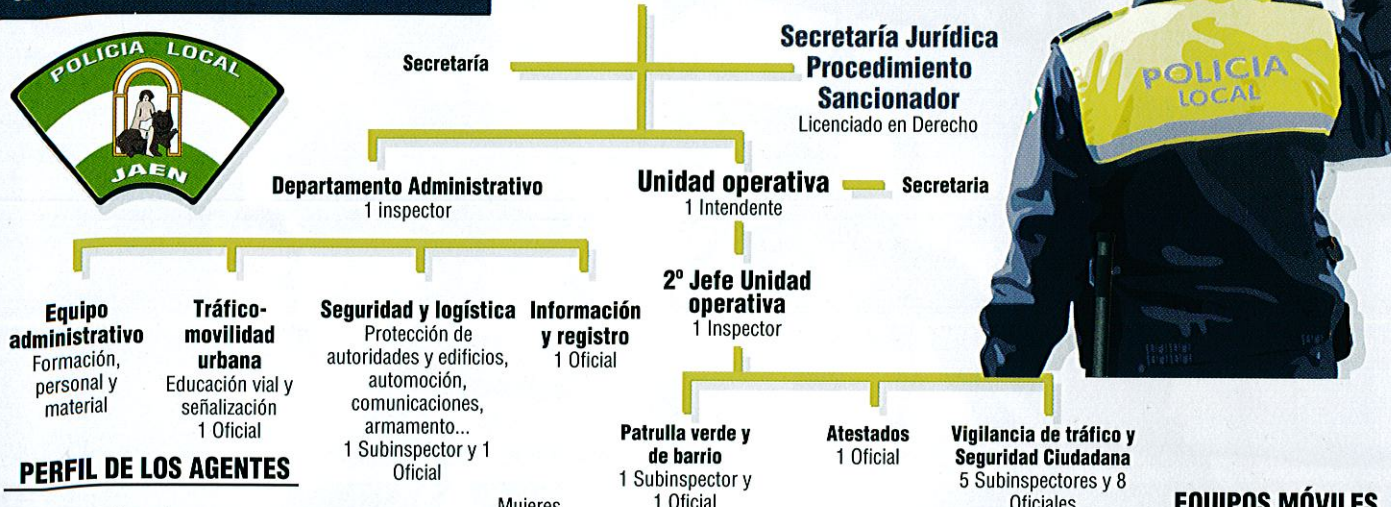 POLICIA LOCAL
JAEN
Secretaría
Secretaría Jurídica
Procedimiento
Sancionador
Licenciado en Derecho
POLICIA
LOCAL
Departamento Administrativo
1 inspector
Unidad operativa
1 Intendente
Secretaria
2º Jefe Unidad
operativa
1 Inspector
Equipo
administrativo
Formación,
personal y
material
Tráfico-
movilidad
urbana
Educación vial y
señalización
1 Oficial
Seguridad y logística
Protección de
autoridades y edificios,
automoción,
comunicaciones,
armamento...
1 Subinspector y 1
Oficial
Información
y registro
1 Oficial
Patrulla verde y
de barrio
1 Subinspector y
1 Oficial
Atestados
1 Oficial
Vigilancia de tráfico y
Seguridad Ciudadana
5 Subinspectores y 8
Oficiales
PERFIL DE LOS AGENTES
Mujeres
EQUIPOS MÓVILES